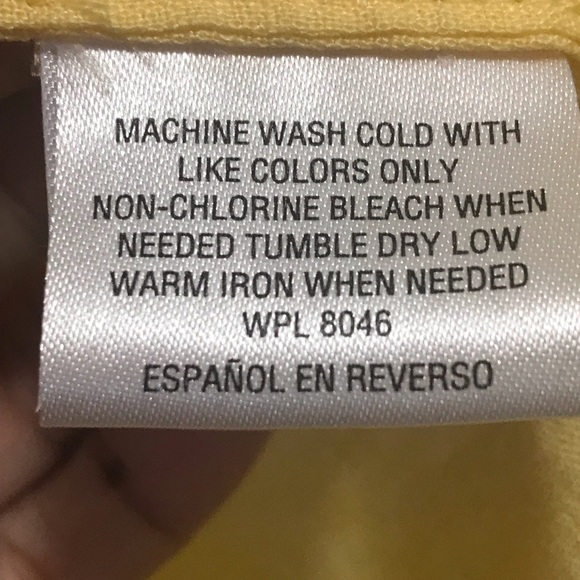 MACHINE WASH COLD WITH
LIKE COLORS ONLY
NON-CHLORINE BLEACH WHEN
NEEDED TUMBLE DRY LOW
WARM IRON WHEN NEEDED
WPL 8046
ESPAÑOL EN REVERSO